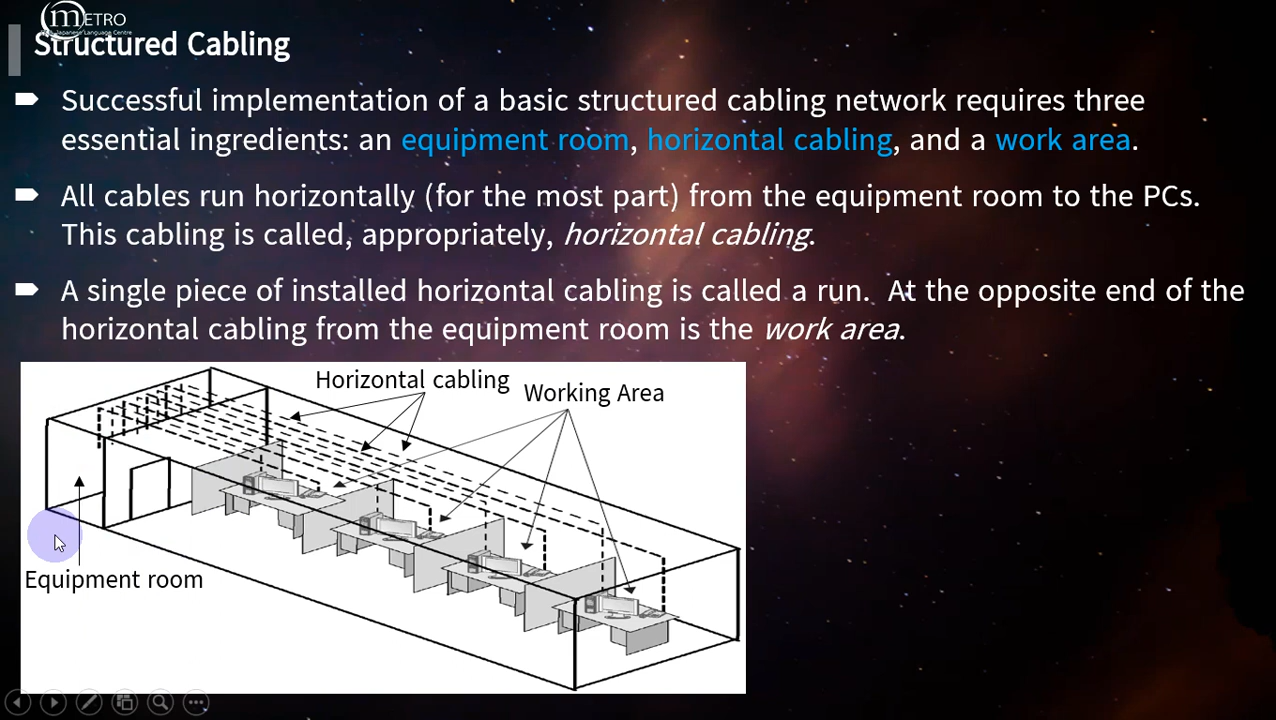 METRO
Japanese Language Centre
Structured Cabling
Successful implementation of a basic structured cabling network requires three
essential ingredients: an equipment room, horizontal cabling, and a work area.
All cables run horizontally (for the most part) from the equipment room to the PCs.
This cabling is called, appropriately, horizontal cabling.
A single piece of installed horizontal cabling is called a run. At the opposite end of the
horizontal cabling from the equipment room is the work area.
Horizontal cabling
Working Area
Equipment room